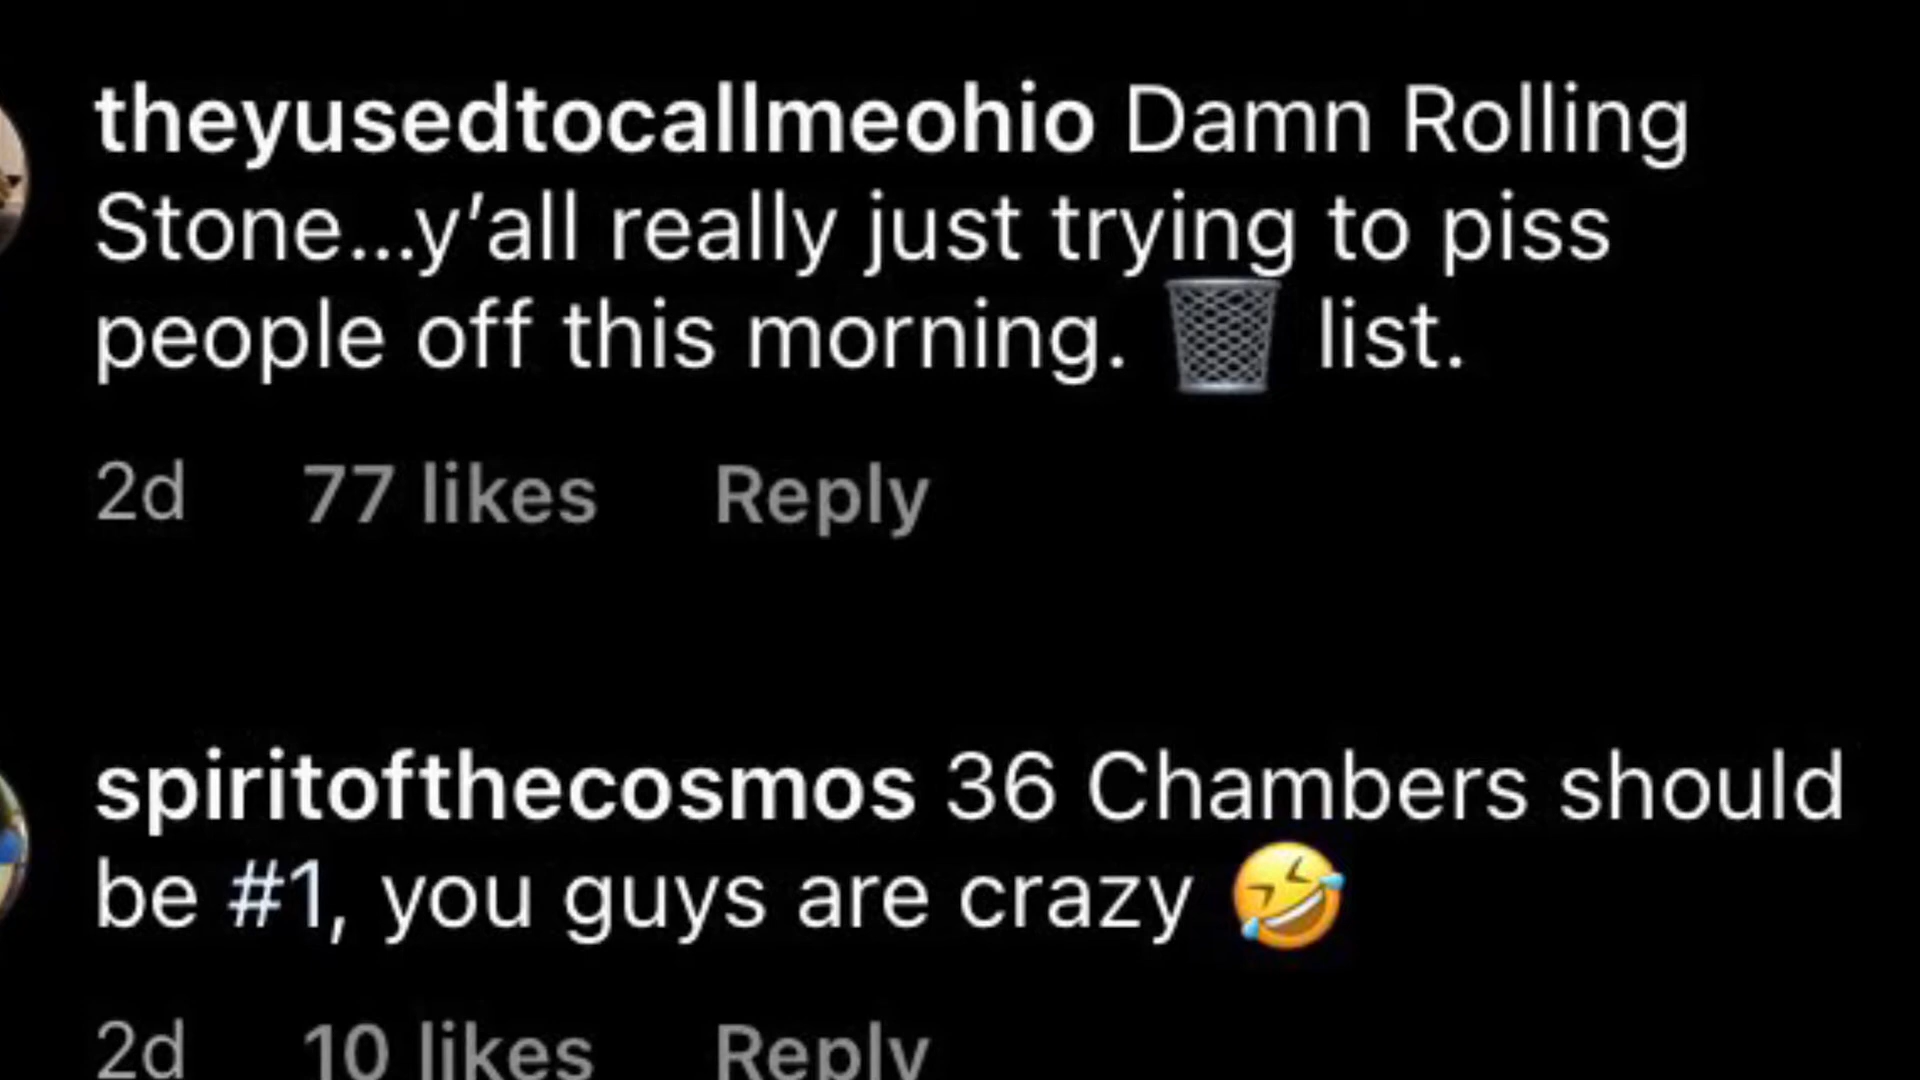 theyusedtocallmeohio Damn Rolling
Stone...y’all really just trying to piss
people off this morning. 🗑️ list.
2d 77 likes Reply
spiritofthecosmos 36 Chambers should
be #1, you guys are crazy 🤣
2d 10 likes Reply